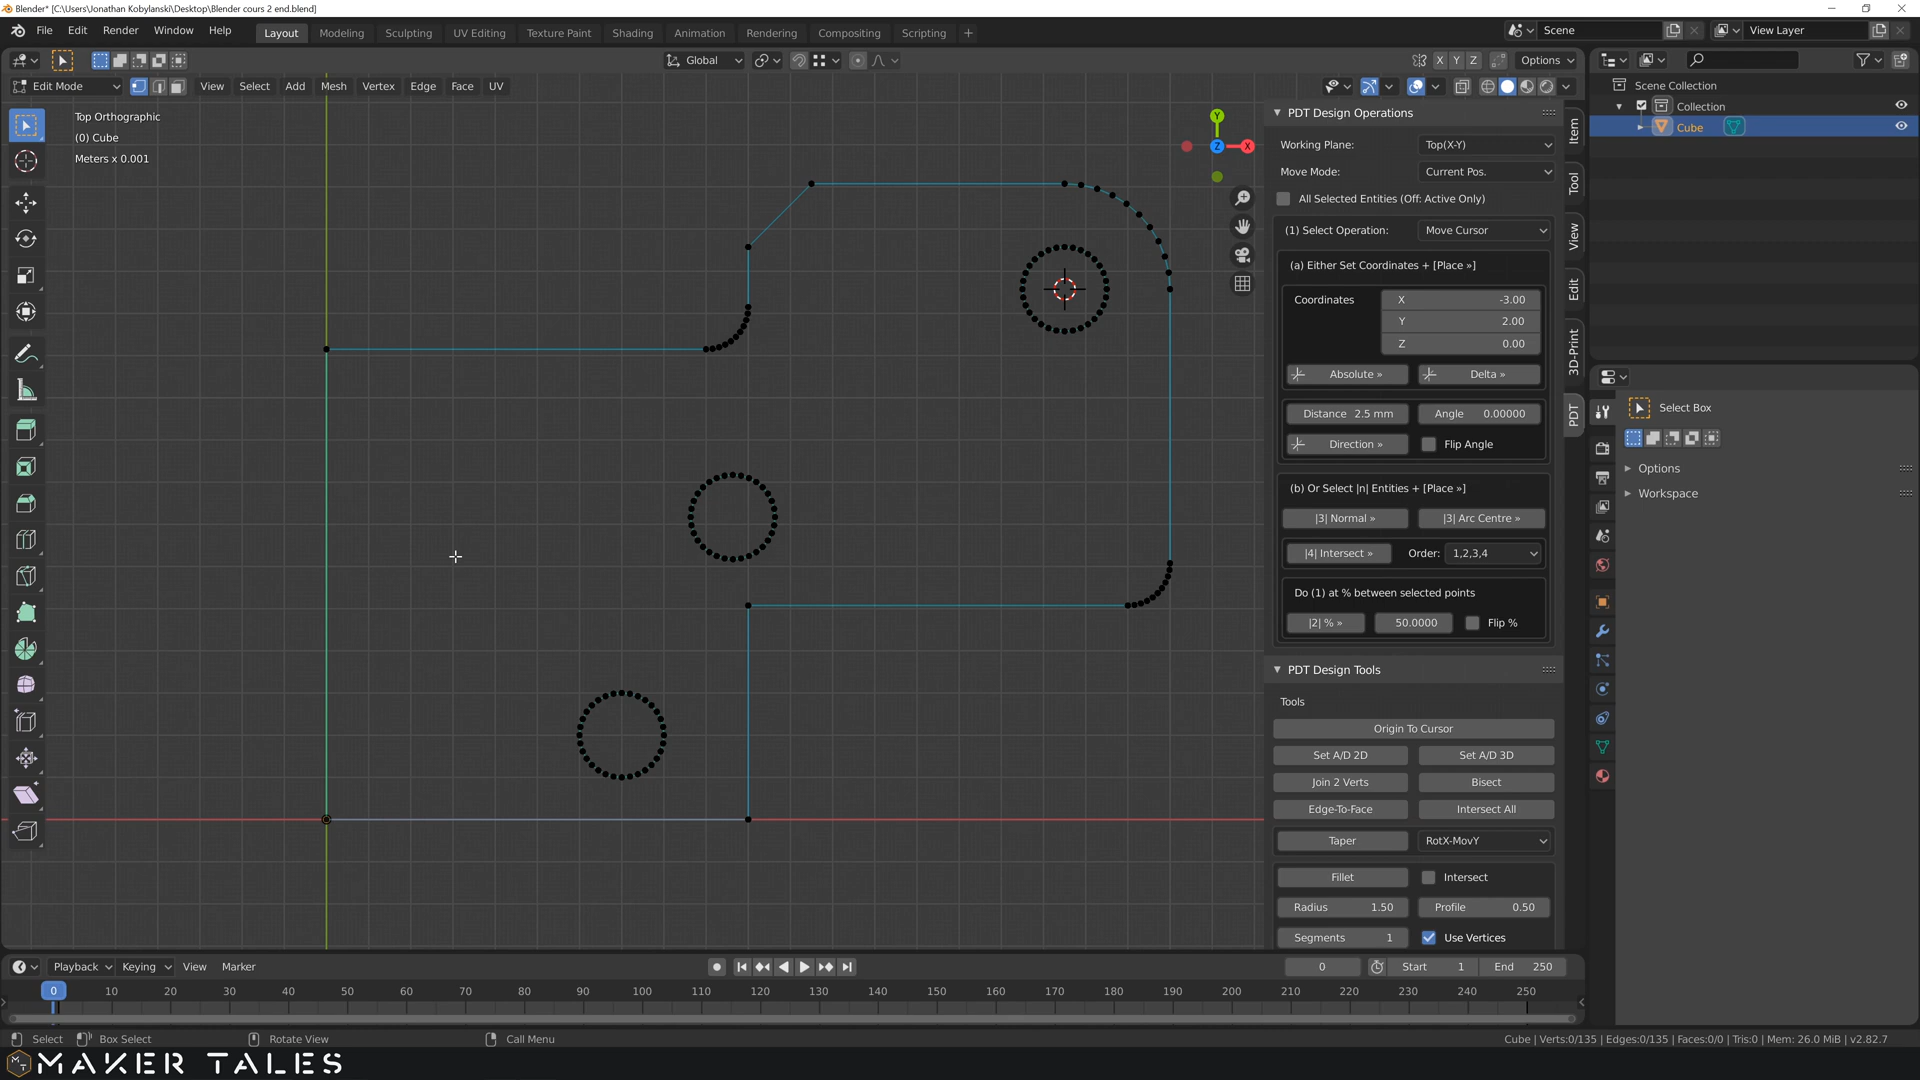 Blender* [C:\Users\Jonathan Kobylanski\Desktop\Blender cours 2 end.blend]
File Edit Render Window Help
Layout Modeling Sculpting UV Editing Texture Paint Shading Animation Rendering Compositing Scripting +
Scene View Layer
Global X Y Z Options
Edit Mode View Select Add Mesh Vertex Edge Face UV
Top Orthographic
(0) Cube
Meters x 0.001
Y
Z X
PDT Design Operations
Working Plane: Top(X-Y)
Move Mode: Current Pos.
All Selected Entities (Off: Active Only)
(1) Select Operation: Move Cursor
(a) Either Set Coordinates + [Place »]
Coordinates X -3.00
Y 2.00
Z 0.00
Absolute » Delta »
Distance 2.5 mm Angle 0.00000
Direction » Flip Angle
(b) Or Select |n| Entities + [Place »]
|3| Normal » |3| Arc Centre »
|4| Intersect » Order: 1,2,3,4
Do (1) at % between selected points
|2| % » 50.0000 Flip %
PDT Design Tools
Tools
Origin To Cursor
Set A/D 2D Set A/D 3D
Join 2 Verts Bisect
Edge-To-Face Intersect All
Taper RotX-MovY
Fillet Intersect
Radius 1.50 Profile 0.50
Segments 1 Use Vertices
Item
Tool
View
Edit
3D-Print
PDT
Scene Collection
Collection
Cube
Select Box
Options
Workspace
Playback Keying View Marker 0 Start 1 End 250
0 10 20 30 40 50 60 70 80 90 100 110 120 130 140 150 160 170 180 190 200 210 220 230 240 250
Select Box Select Rotate View Call Menu
Cube | Verts:0/135 | Edges:0/135 | Faces:0/0 | Tris:0 | Mem: 26.0 MiB | v2.82.7
MAKER TALES